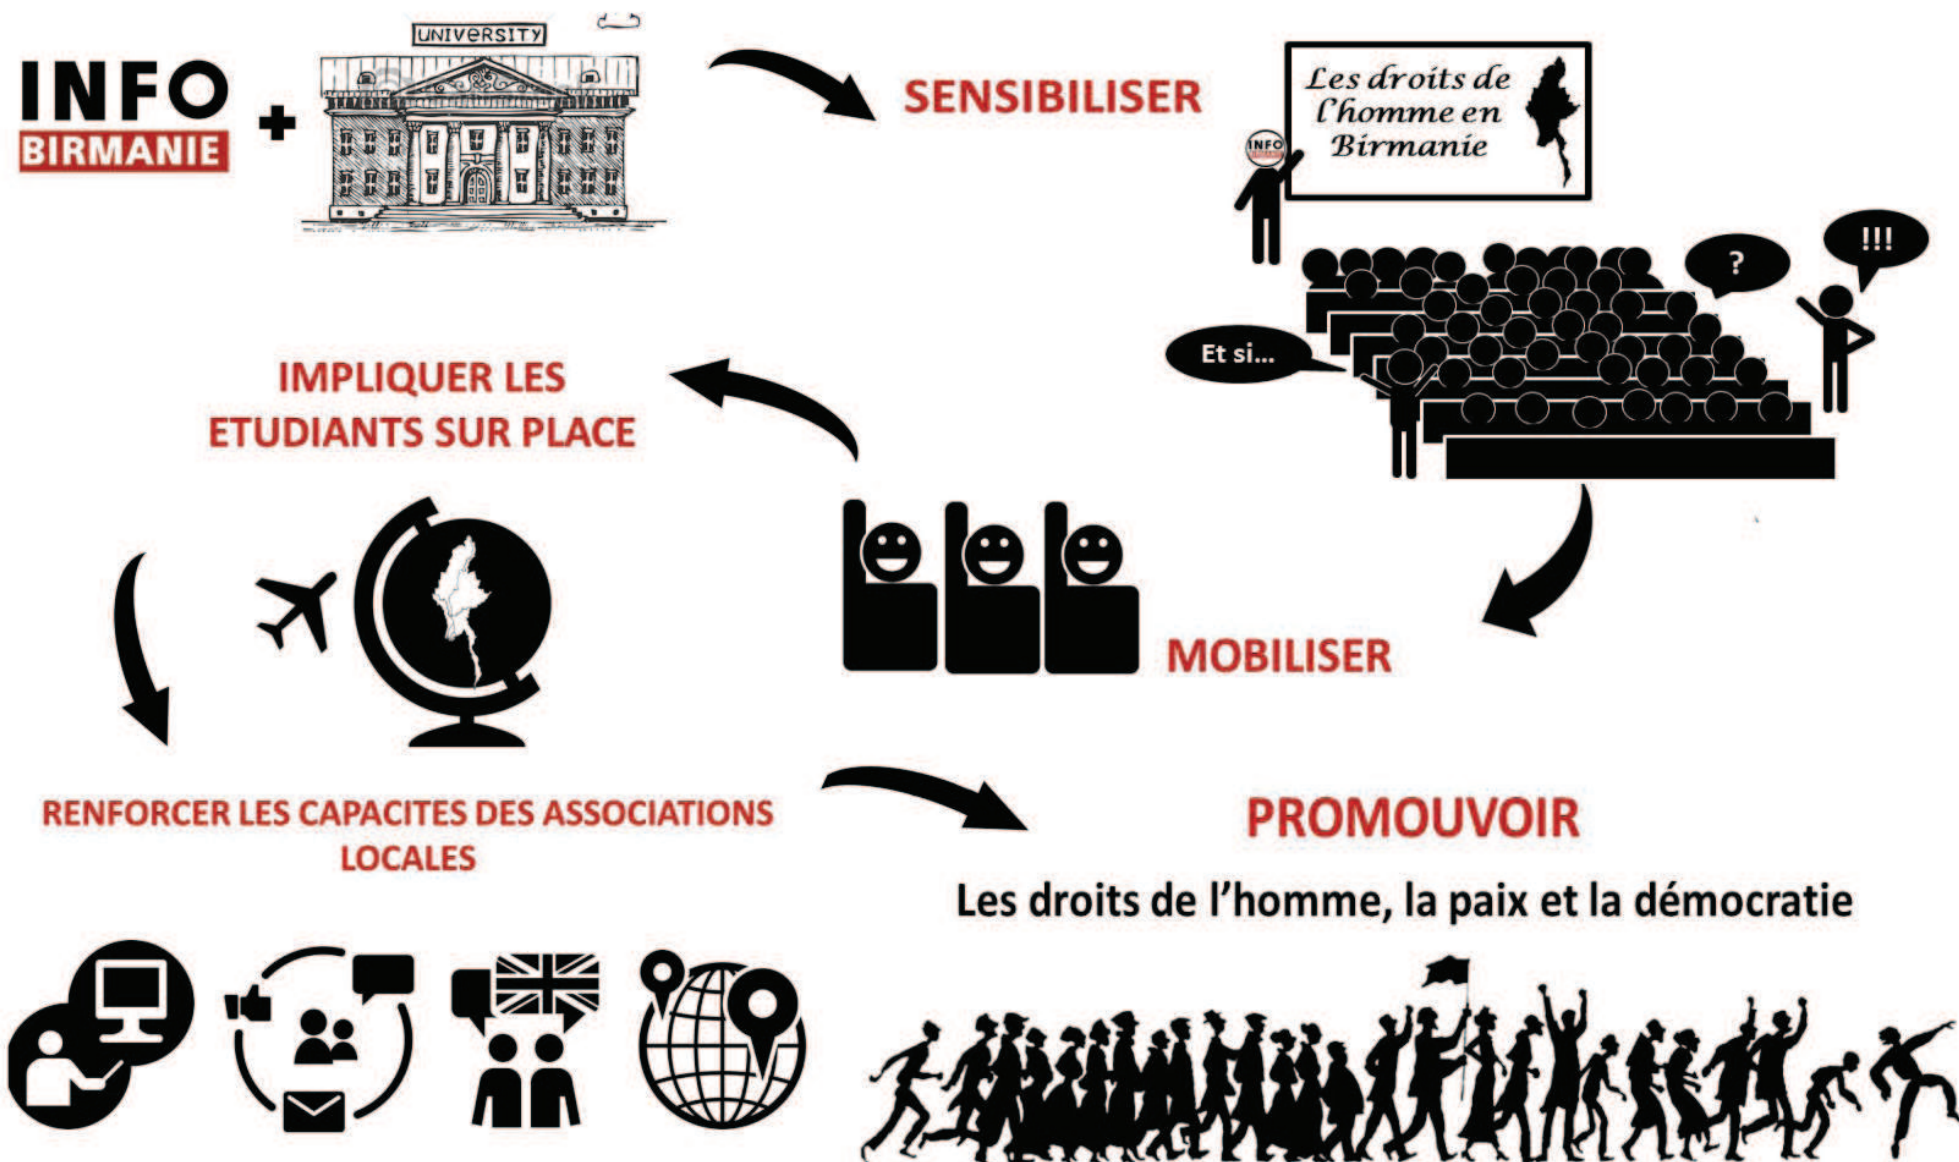 INFO
BIRMANIE
+
UNIVERSITY
SENSIBILISER
Les droits de
l'homme en
Birmanie
INFO
BIRMANIE
?
!!!
Et si...
IMPLIQUER LES
ETUDIANTS SUR PLACE
MOBILISER
RENFORCER LES CAPACITES DES ASSOCIATIONS
LOCALES
PROMOUVOIR
Les droits de l'homme, la paix et la démocratie